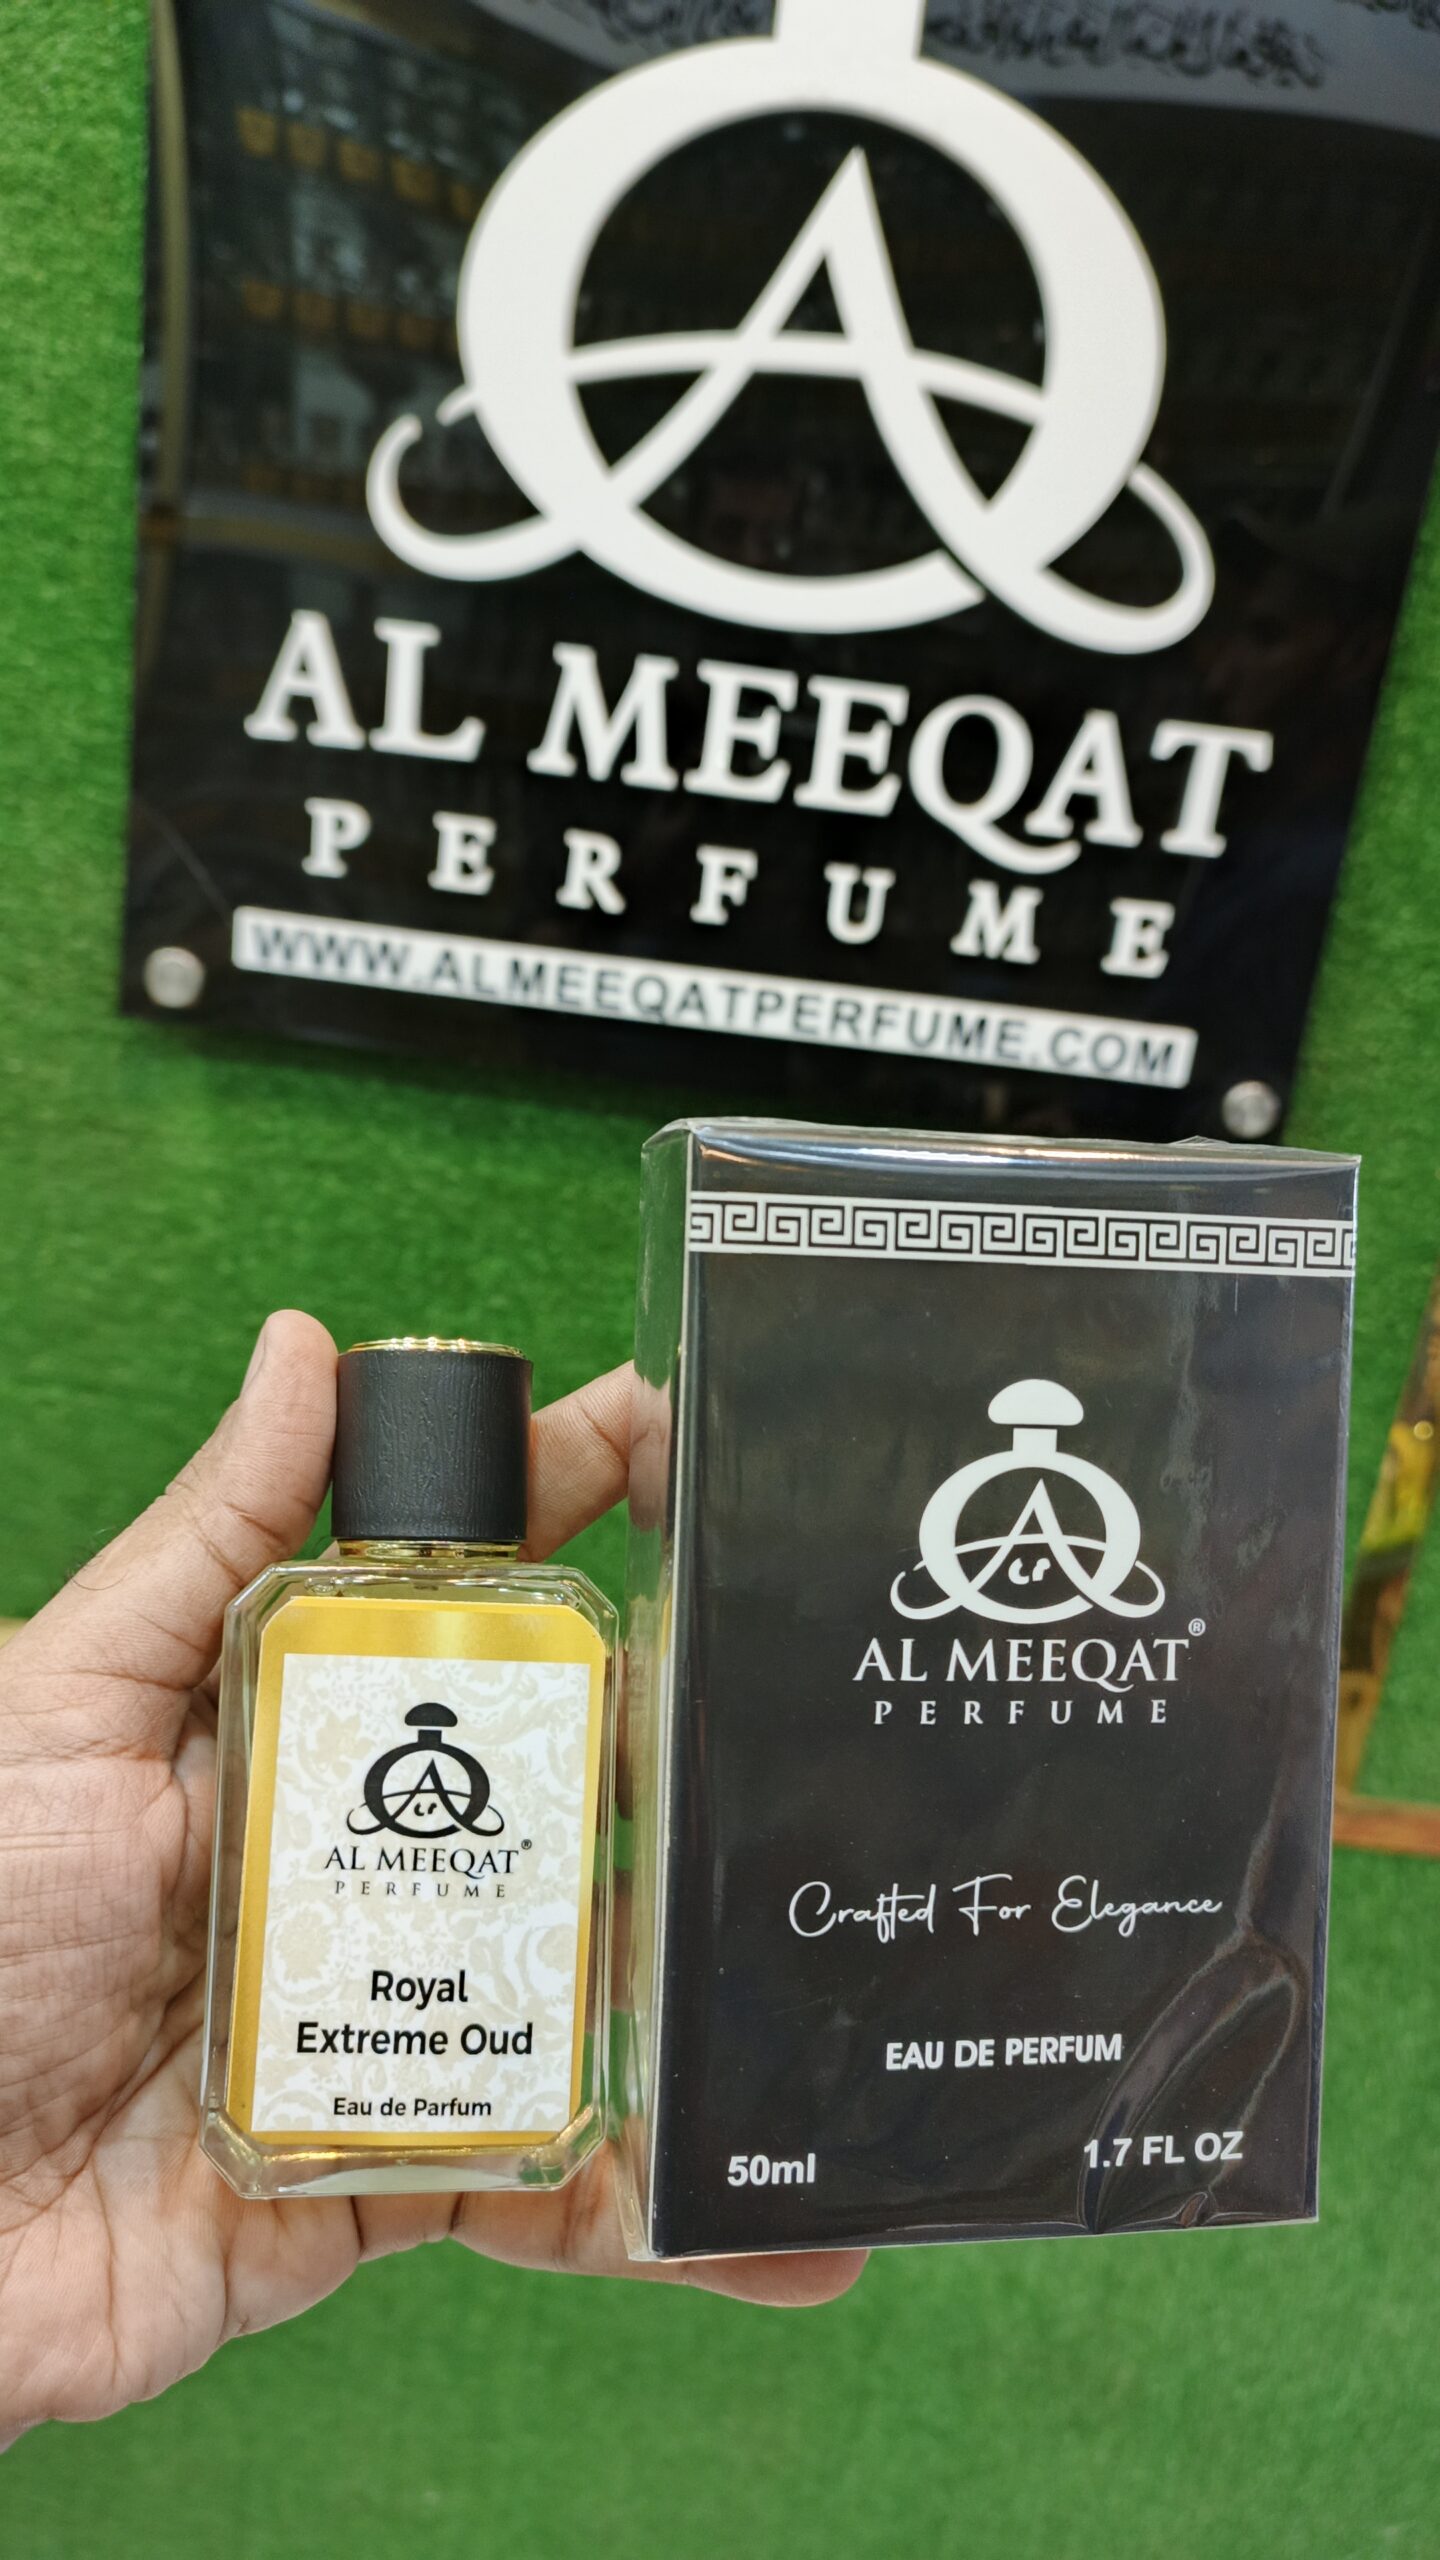 AL MEEQAT
PERFUME
WWW.ALMEEQATPERFUME.COM
AL MEEQAT®
PERFUME
Crafted For Elegance
EAU DE PERFUM
50ml 1.7 FL OZ
AL MEEQAT®
PERFUME
Royal
Extreme Oud
Eau de Parfum